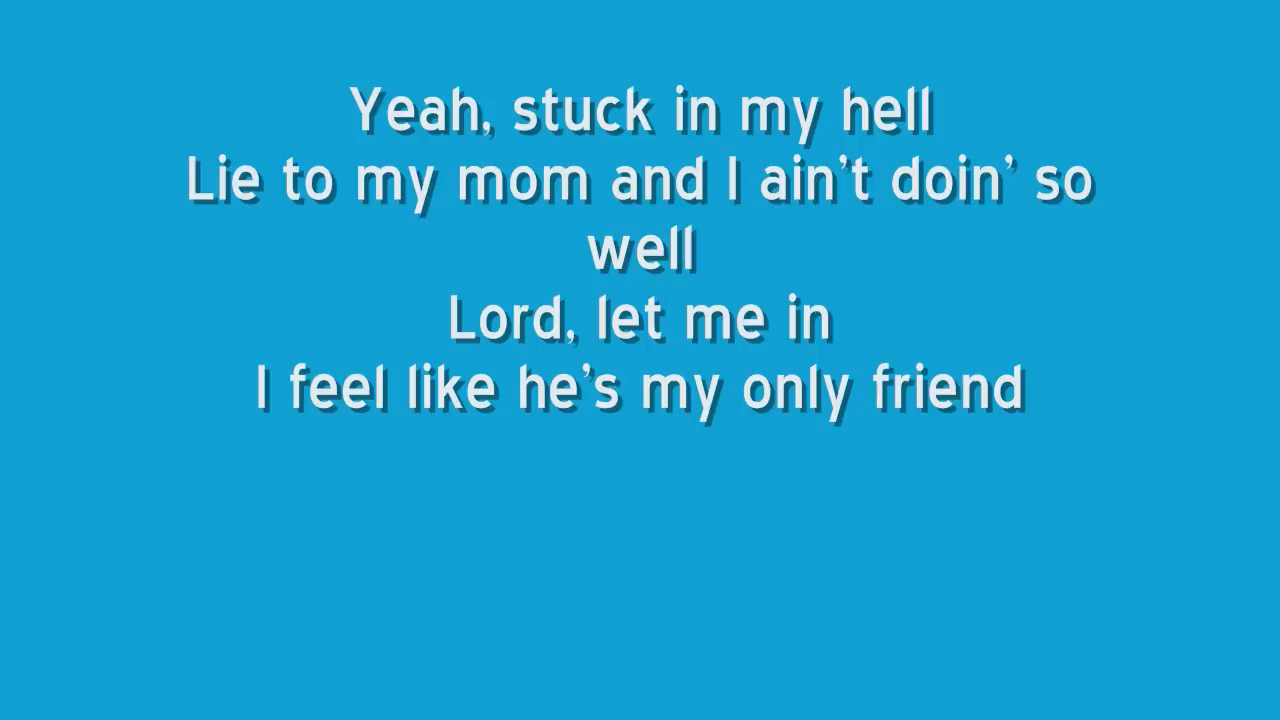 Yeah, stuck in my hell
Lie to my mom and I ain't doin' so
well
Lord, let me in
I feel like he's my only friend